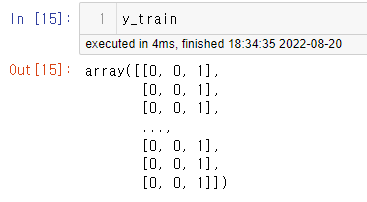 In [15]: 1 y_train
executed in 4ms, finished 18:34:35 2022-08-20
Out[15]: array([[0, 0, 1],
[0, 0, 1],
[0, 0, 1],
...,
[0, 0, 1],
[0, 0, 1],
[0, 0, 1]])